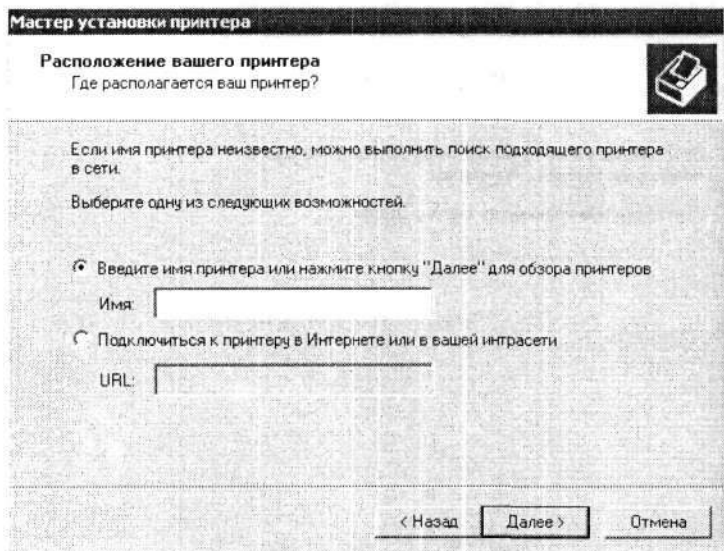 Мастер установки принтера
Расположение вашего принтера
Где располагается ваш принтер?
Если имя принтера неизвестно, можно выполнить поиск подходящего принтера
в сети.
Выберите одну из следующих возможностей.
Введите имя принтера или нажмите кнопку "Далее" для обзора принтеров
Имя:
Подключиться к принтеру в Интернете или в вашей интрасети
URL:
< Назад Далее > Отмена